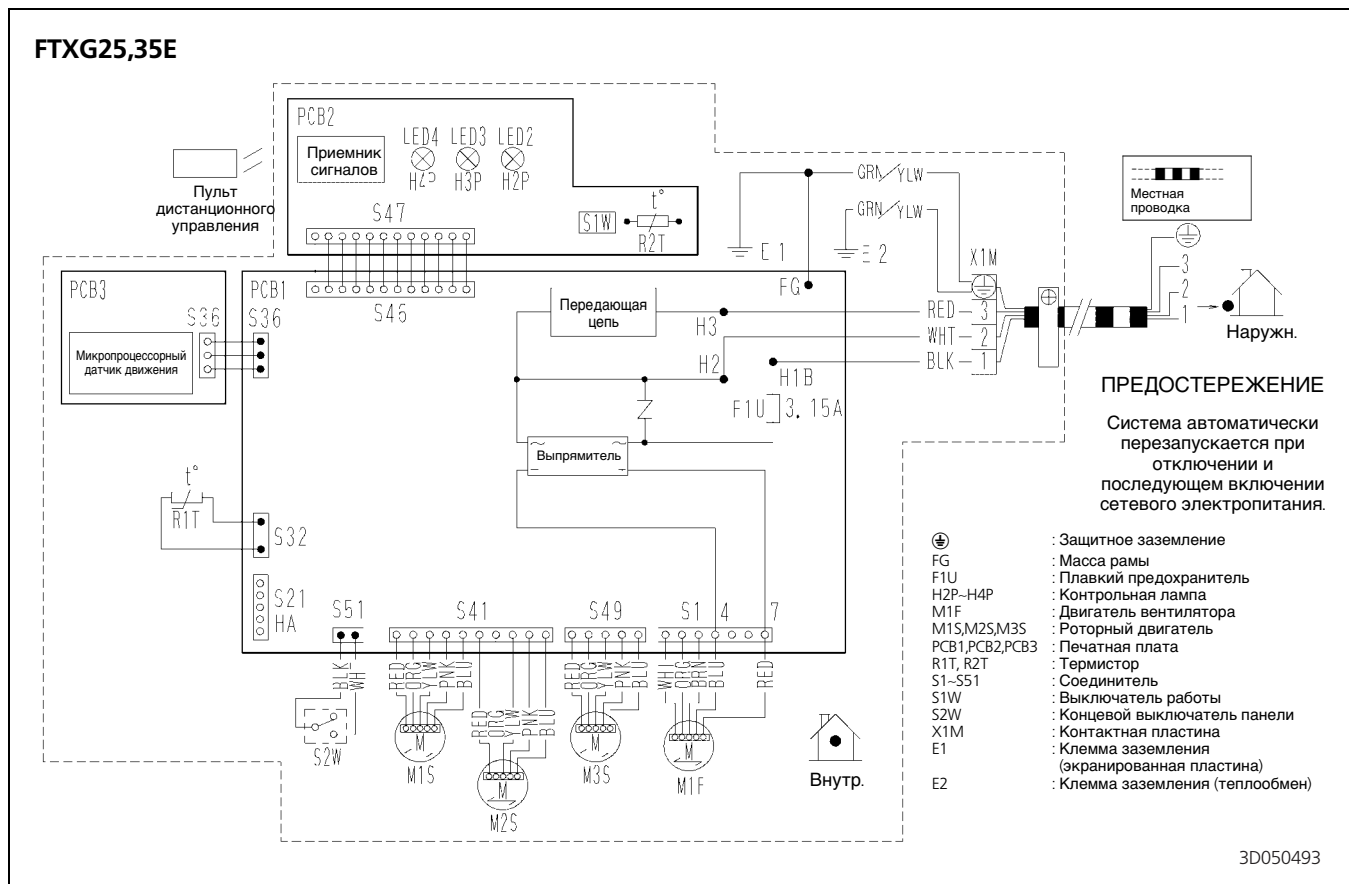 FTXG25,35E
PCB2
Приемник
сигналов
LED4 LED3 LED2
H4P H3P H2P
Пульт
дистанционного
управления
S47
S1W
t°
R2T
GRN/YLW
GRN/YLW
E 1
E 2
Местная
проводка
X1M
PCB3
S36
Микропроцессорный
датчик движения
PCB1
S36
S46
FG
Передающая
цепь
H3
RED 3
H2
WHT 2
H1B
BLK 1
3
2
1
Наружн.
F1U 3. 15A
Выпрямитель
~ ~
− −
ПРЕДОСТЕРЕЖЕНИЕ
Система автоматически
перезапускается при
отключении и
последующем включении
сетевого электропитания.
t°
R1T
S32
S21
HA
S51
S41
S49
S1 4 7
BLK WH
RED ORG YLW PNK BLU
RED ORG YLW PNK BLU
RED ORG YLW PNK BLU
WHT ORG BRN BLU RED
S2W
M
M1S
M
M2S
M
M3S
M
M1F
Внутр.
: Защитное заземление
FG : Масса рамы
F1U : Плавкий предохранитель
H2P~H4P : Контрольная лампа
M1F : Двигатель вентилятора
M1S,M2S,M3S : Роторный двигатель
PCB1,PCB2,PCB3 : Печатная плата
R1T, R2T : Термистор
S1~S51 : Соединитель
S1W : Выключатель работы
S2W : Концевой выключатель панели
X1M : Контактная пластина
E1 : Клемма заземления
(экранированная пластина)
E2 : Клемма заземления (теплообмен)
3D050493